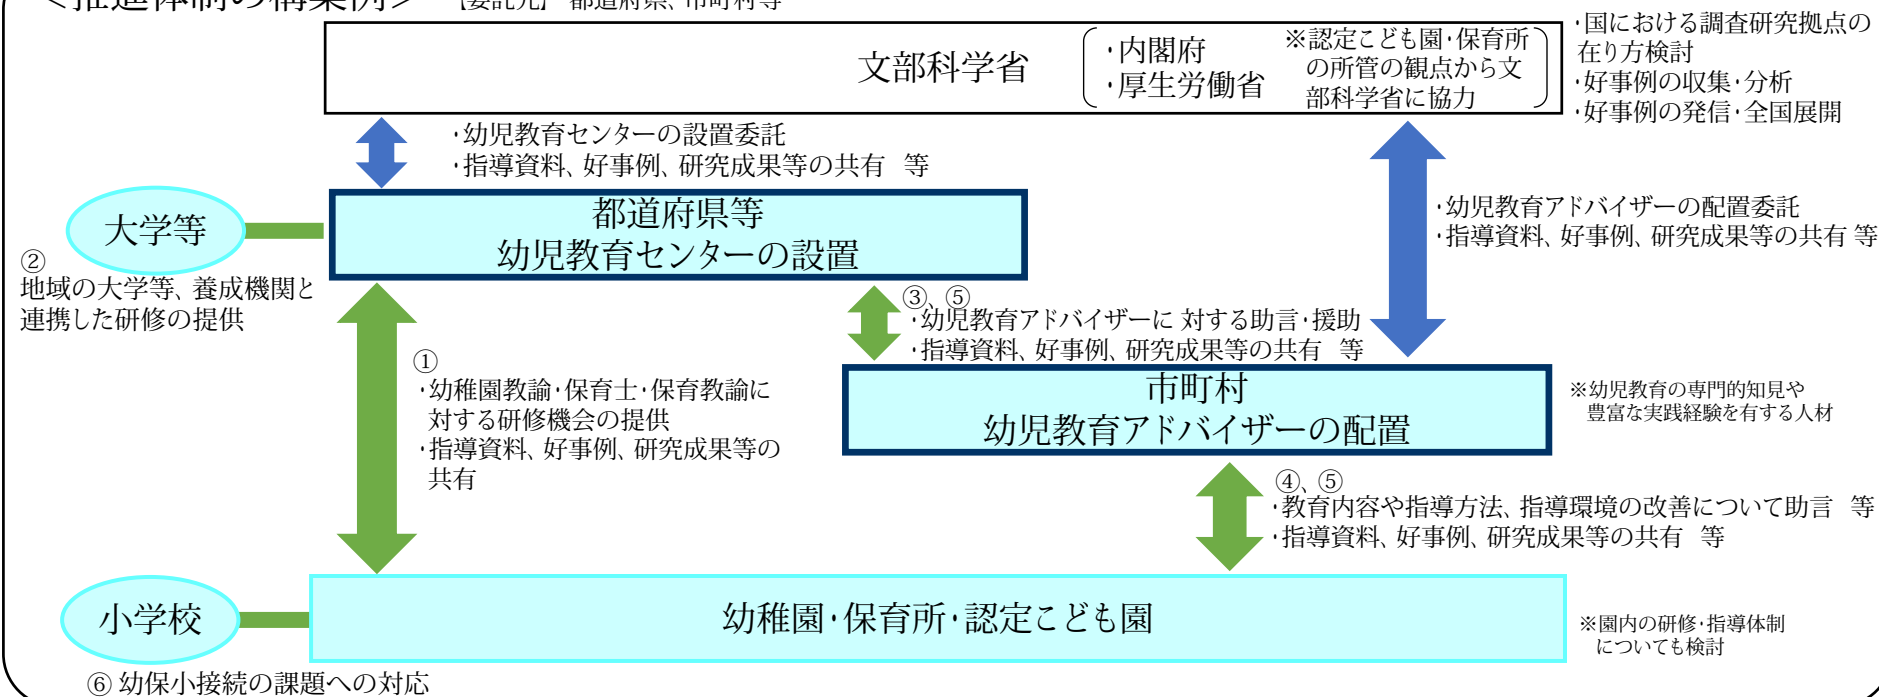 ＜推進体制の構築例＞ 【委託先】 都道府県、市町村等
文部科学省
・内閣府
・厚生労働省
※認定こども園・保育所
の所管の観点から文
部科学省に協力
・国における調査研究拠点の
在り方検討
・好事例の収集・分析
・好事例の発信・全国展開
・幼児教育センターの設置委託
・指導資料、好事例、研究成果等の共有 等
大学等
都道府県等
幼児教育センターの設置
・幼児教育アドバイザーの配置委託
・指導資料、好事例、研究成果等の共有 等
②
地域の大学等、養成機関と
連携した研修の提供
③、⑤
・幼児教育アドバイザーに 対する助言・援助
・指導資料、好事例、研究成果等の共有 等
①
・幼稚園教諭・保育士・保育教諭に
対する研修機会の提供
・指導資料、好事例、研究成果等の
共有
市町村
幼児教育アドバイザーの配置
※幼児教育の専門的知見や
豊富な実践経験を有する人材
④、⑤
・教育内容や指導方法、指導環境の改善について助言 等
・指導資料、好事例、研究成果等の共有 等
小学校
幼稚園・保育所・認定こども園
※園内の研修・指導体制
についても検討
⑥ 幼保小接続の課題への対応